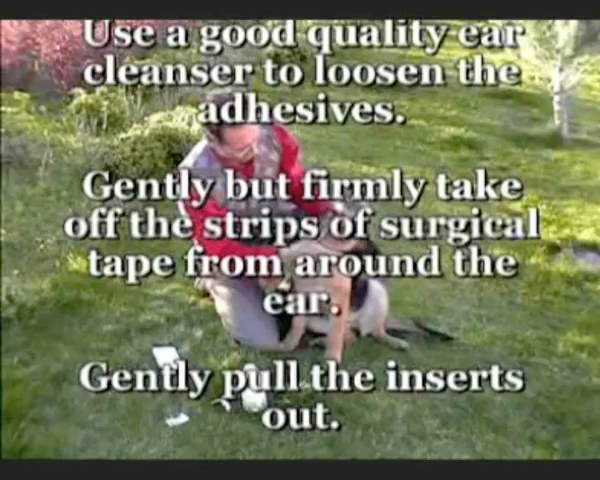 Use a good quality ear
cleanser to loosen the
adhesives.
Gently but firmly take
off the strips of surgical
tape from around the
ear.
Gently pull the inserts
out.